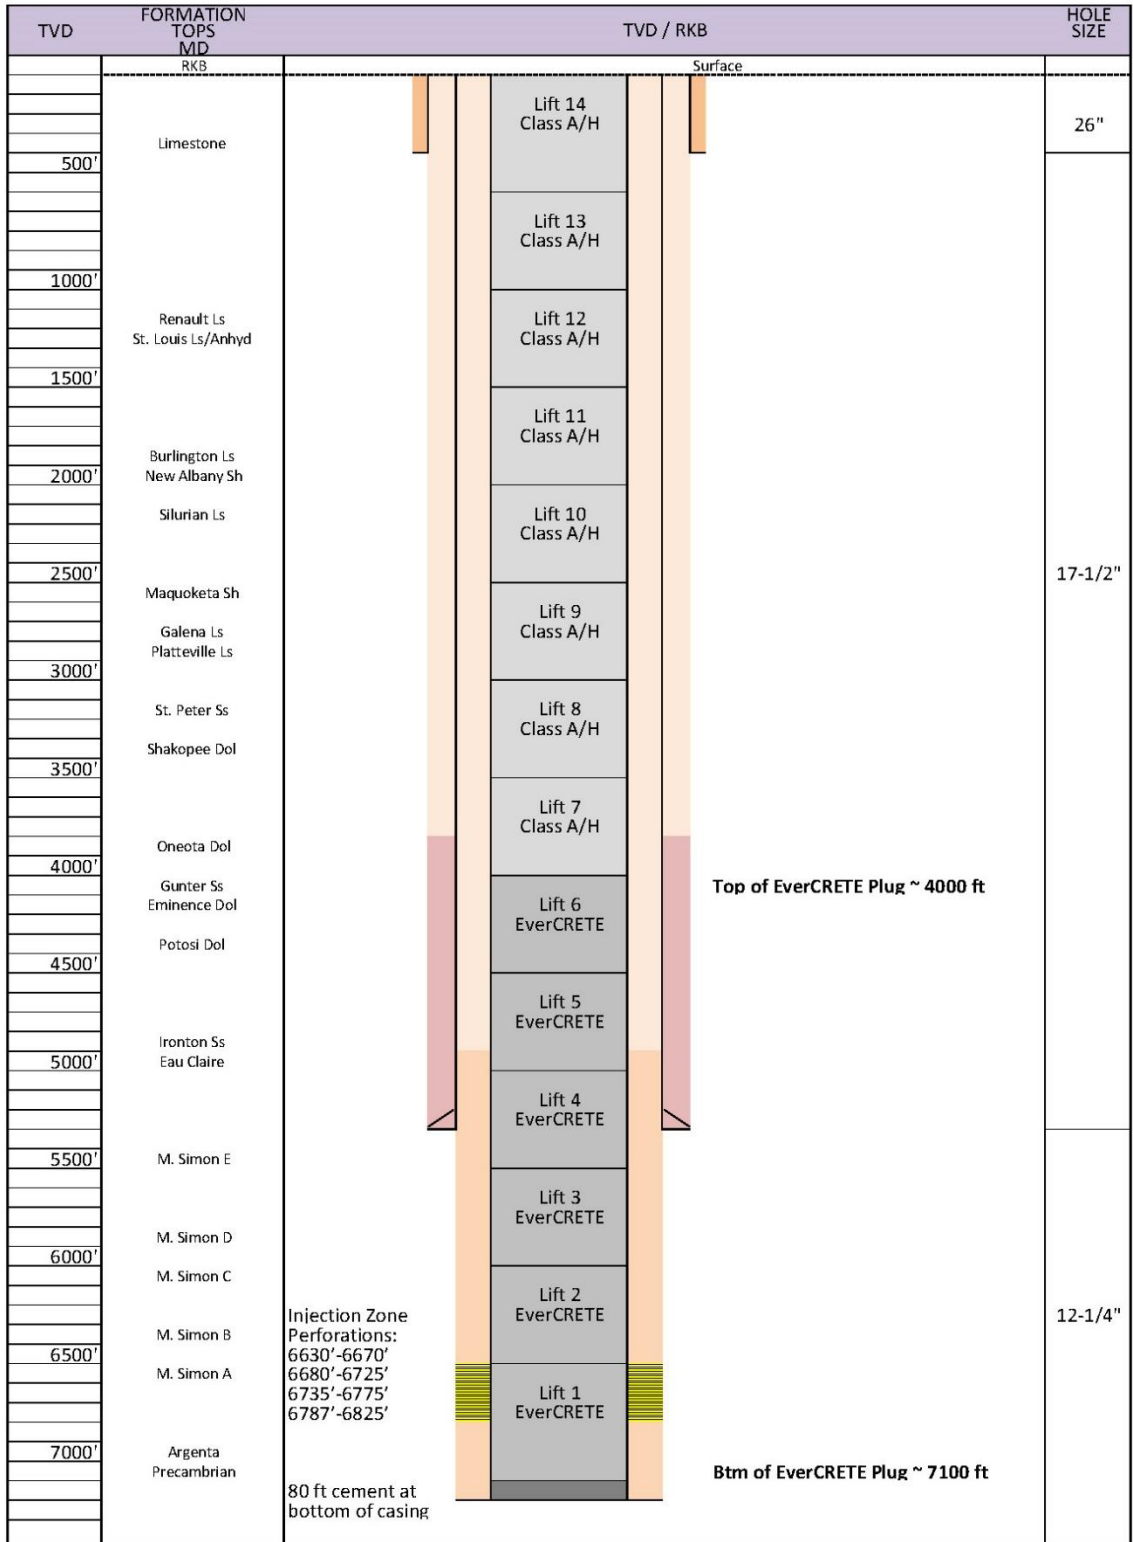 TVD
FORMATION
TOPS
MD
TVD / RKB
HOLE
SIZE
RKB
Surface
Lift 14
Class A/H
26"
Limestone
500'
Lift 13
Class A/H
1000'
Renault Ls
St. Louis Ls/Anhyd
Lift 12
Class A/H
1500'
Lift 11
Class A/H
Burlington Ls
2000'
New Albany Sh
Silurian Ls
Lift 10
Class A/H
2500'
17-1/2"
Maquoketa Sh
Lift 9
Class A/H
Galena Ls
Platteville Ls
3000'
St. Peter Ss
Lift 8
Class A/H
Shakopee Dol
3500'
Lift 7
Class A/H
Oneota Dol
4000'
Gunter Ss
Eminence Dol
Top of EverCRETE Plug ~ 4000 ft
Lift 6
EverCRETE
Potosi Dol
4500'
Lift 5
EverCRETE
Ironton Ss
5000'
Eau Claire
Lift 4
EverCRETE
5500'
M. Simon E
Lift 3
EverCRETE
M. Simon D
6000'
M. Simon C
Lift 2
EverCRETE
12-1/4"
Injection Zone
Perforations:
6630'-6670'
6680'-6725'
6735'-6775'
6787'-6825'
M. Simon B
6500'
M. Simon A
Lift 1
EverCRETE
7000'
Argenta
Precambrian
Btm of EverCRETE Plug ~ 7100 ft
80 ft cement at
bottom of casing